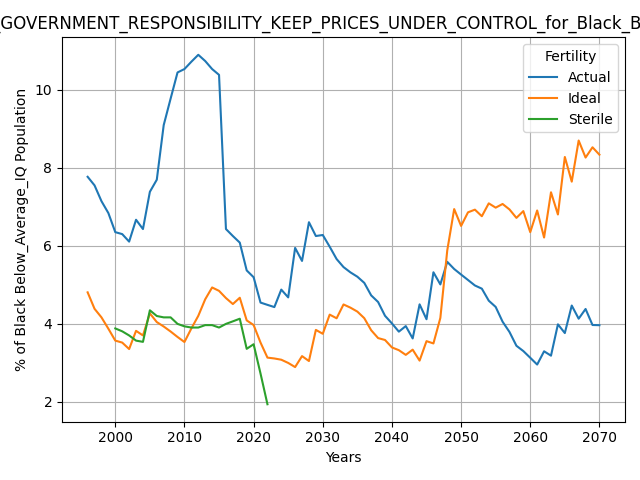 _GOVERNMENT_RESPONSIBILITY_KEEP_PRICES_UNDER_CONTROL_for_Black_B
Fertility
Actual
Ideal
Sterile
% of Black Below_Average_IQ Population
10
8
6
4
2
2000 2010 2020 2030 2040 2050 2060 2070
Years